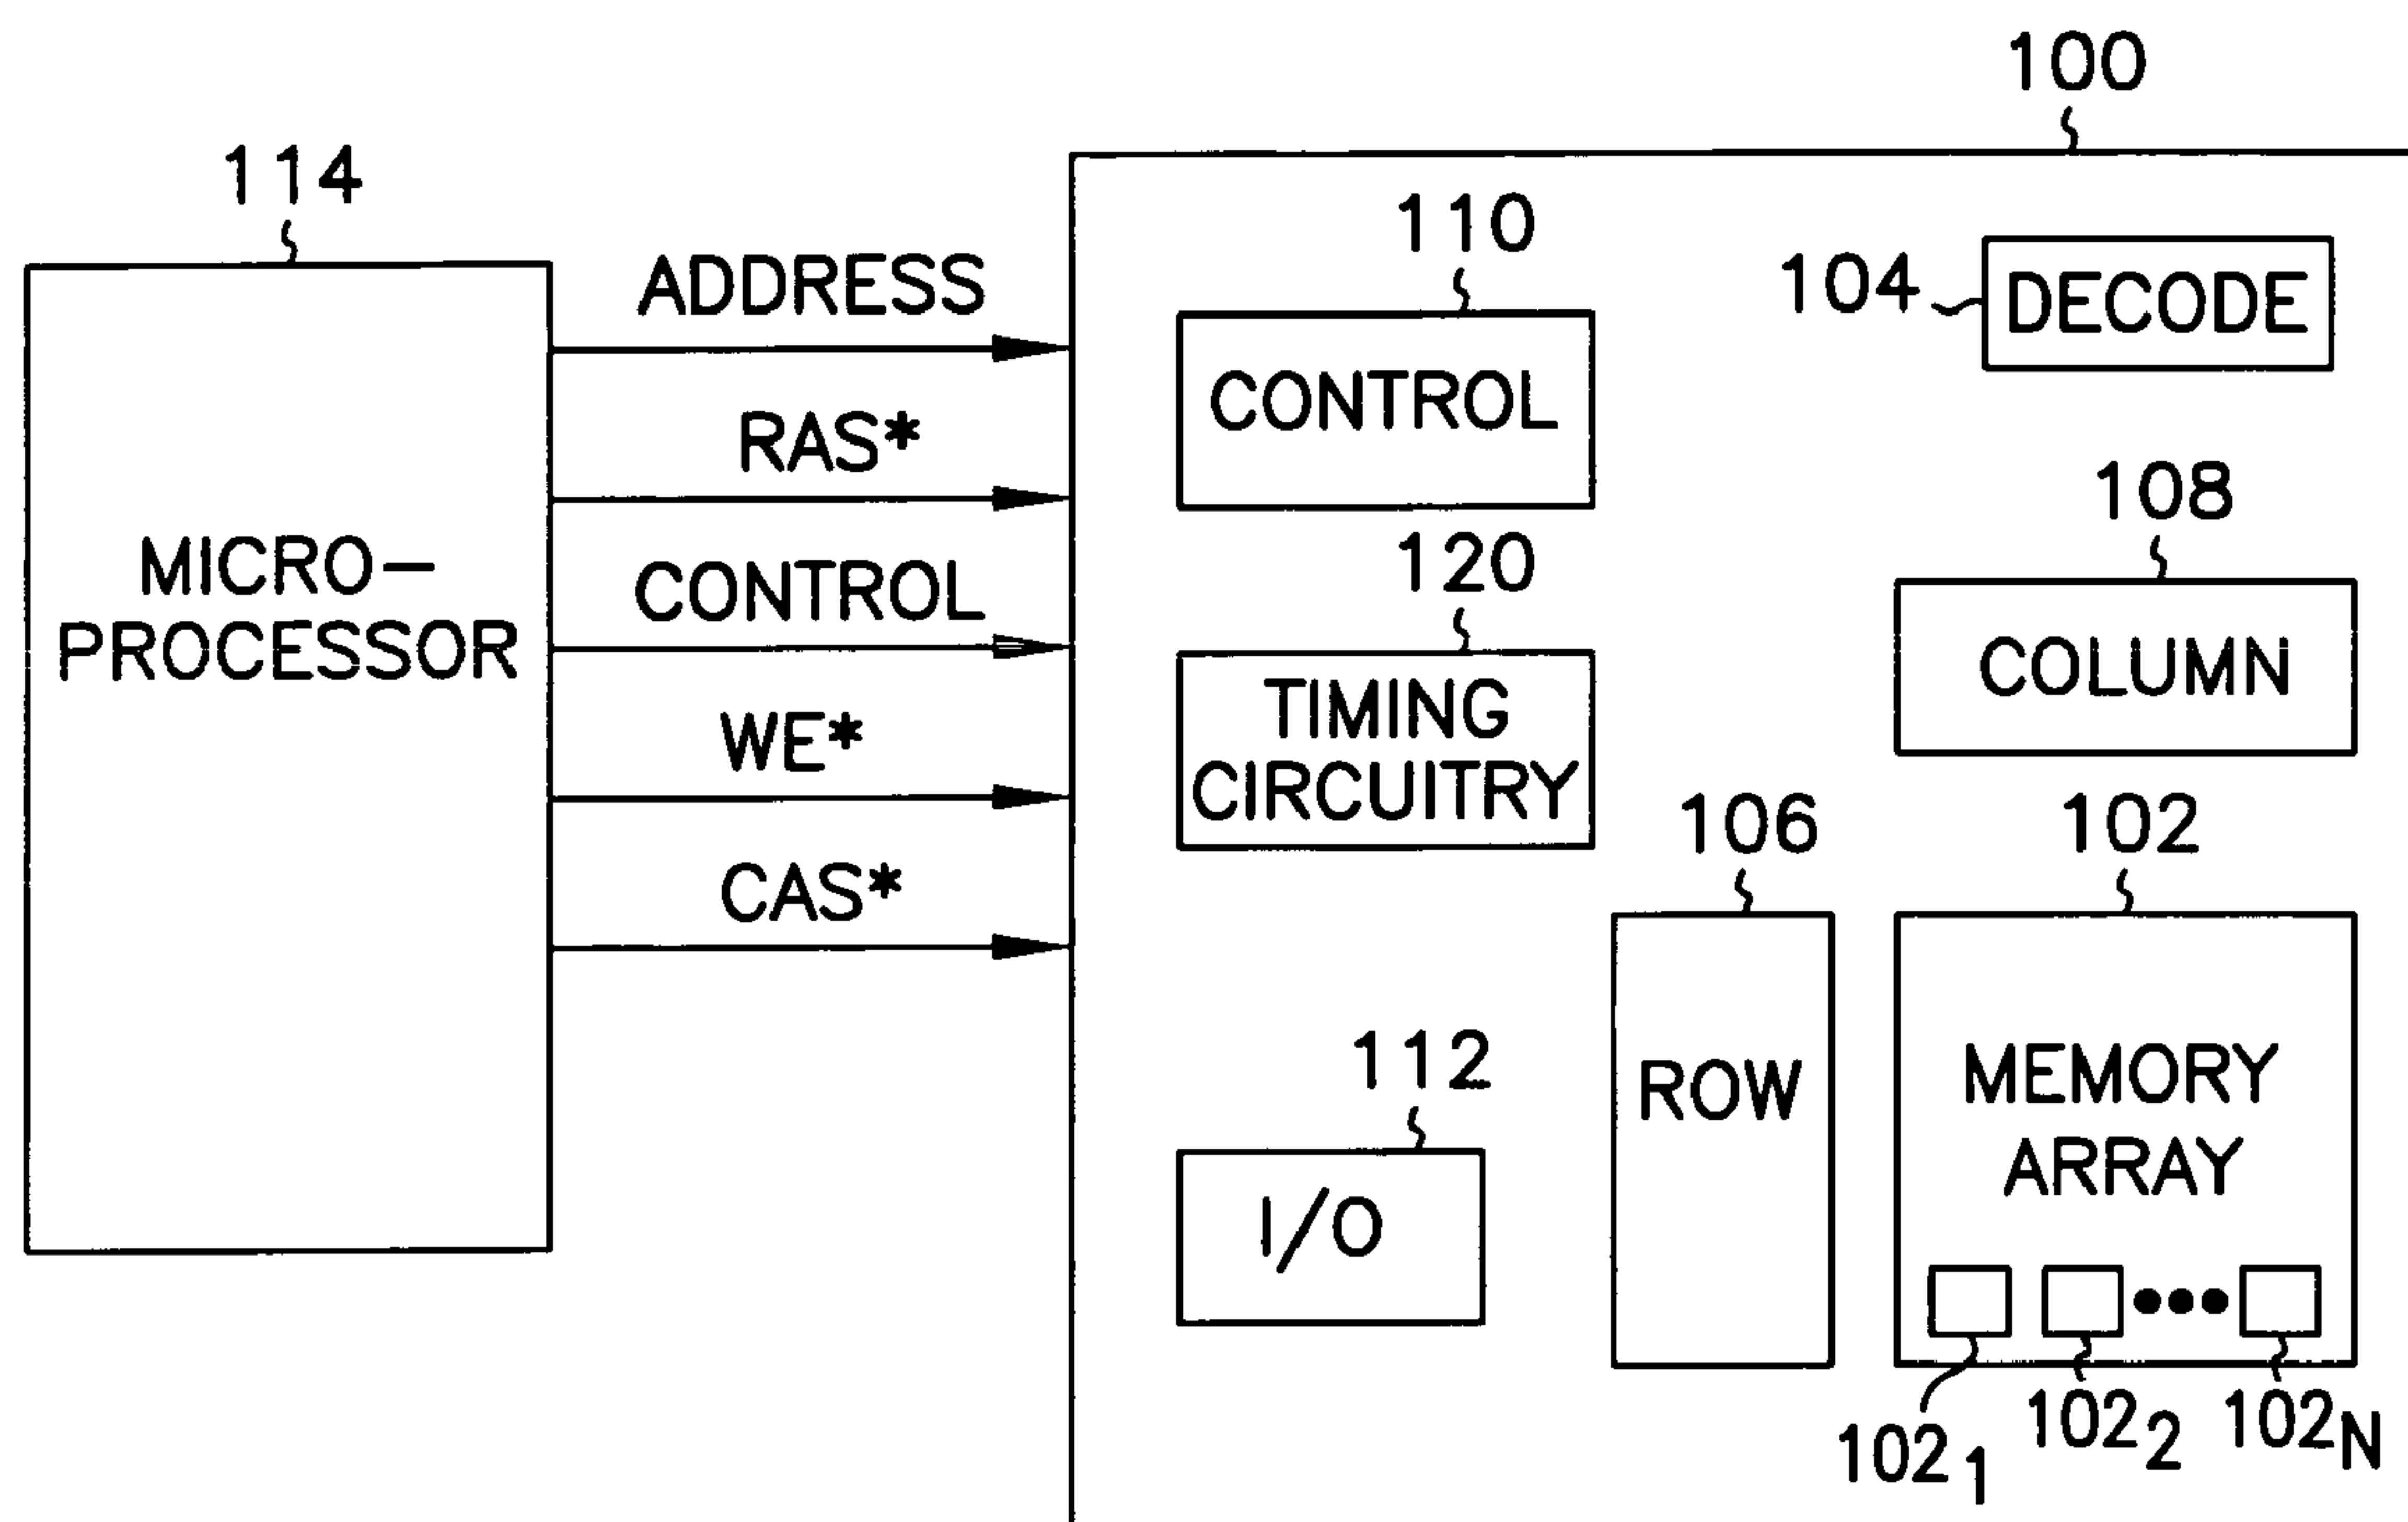 100
114
110
104
DECODE
ADDRESS
CONTROL
RAS*
108
MICRO-
PROCESSOR
CONTROL
120
COLUMN
TIMING
CIRCUITRY
WE*
106
102
CAS*
112
ROW
MEMORY
ARRAY
I/O
102₁
102₂
102N